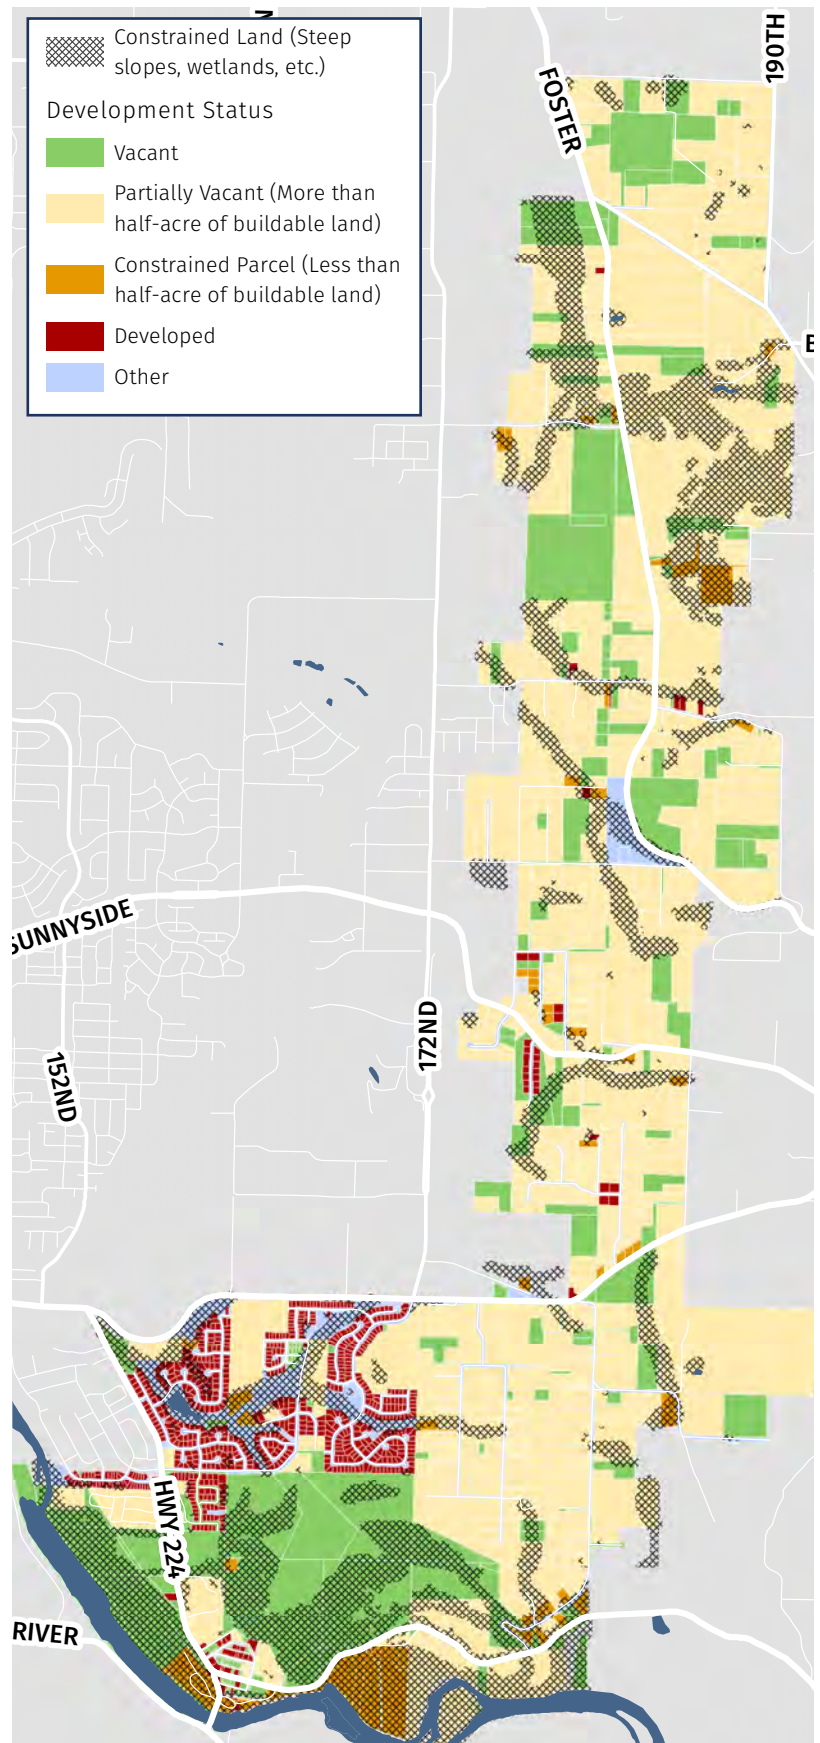 N
Constrained Land (Steep
slopes, wetlands, etc.)
Development Status
Vacant
Partially Vacant (More than
half-acre of buildable land)
Constrained Parcel (Less than
half-acre of buildable land)
Developed
Other
FOSTER
190TH
E
SUNNYSIDE
172ND
152ND
HWY 224
RIVER